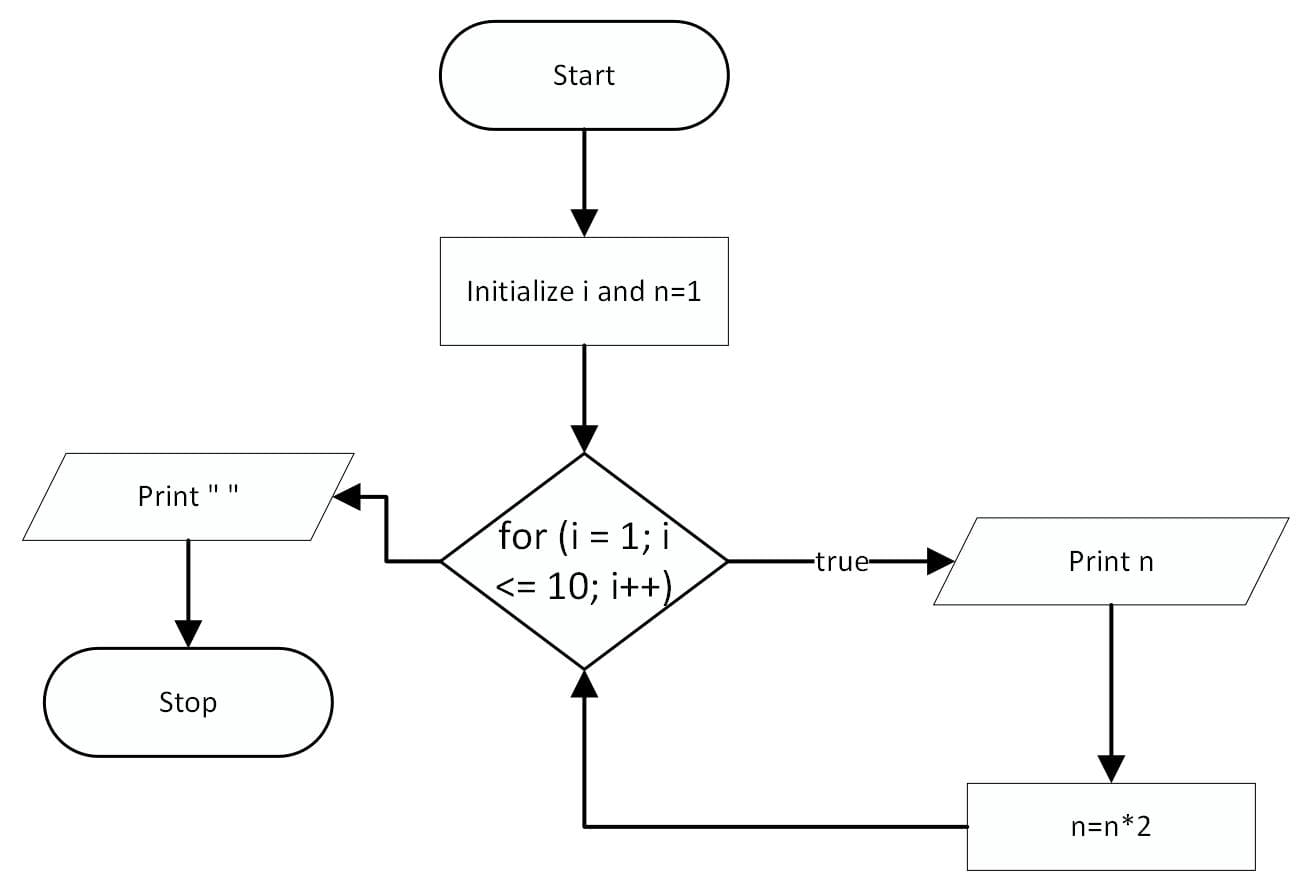 Start
Initialize i and n=1
Print " "
for (i = 1; i
<= 10; i++)
true
Print n
Stop
n=n*2